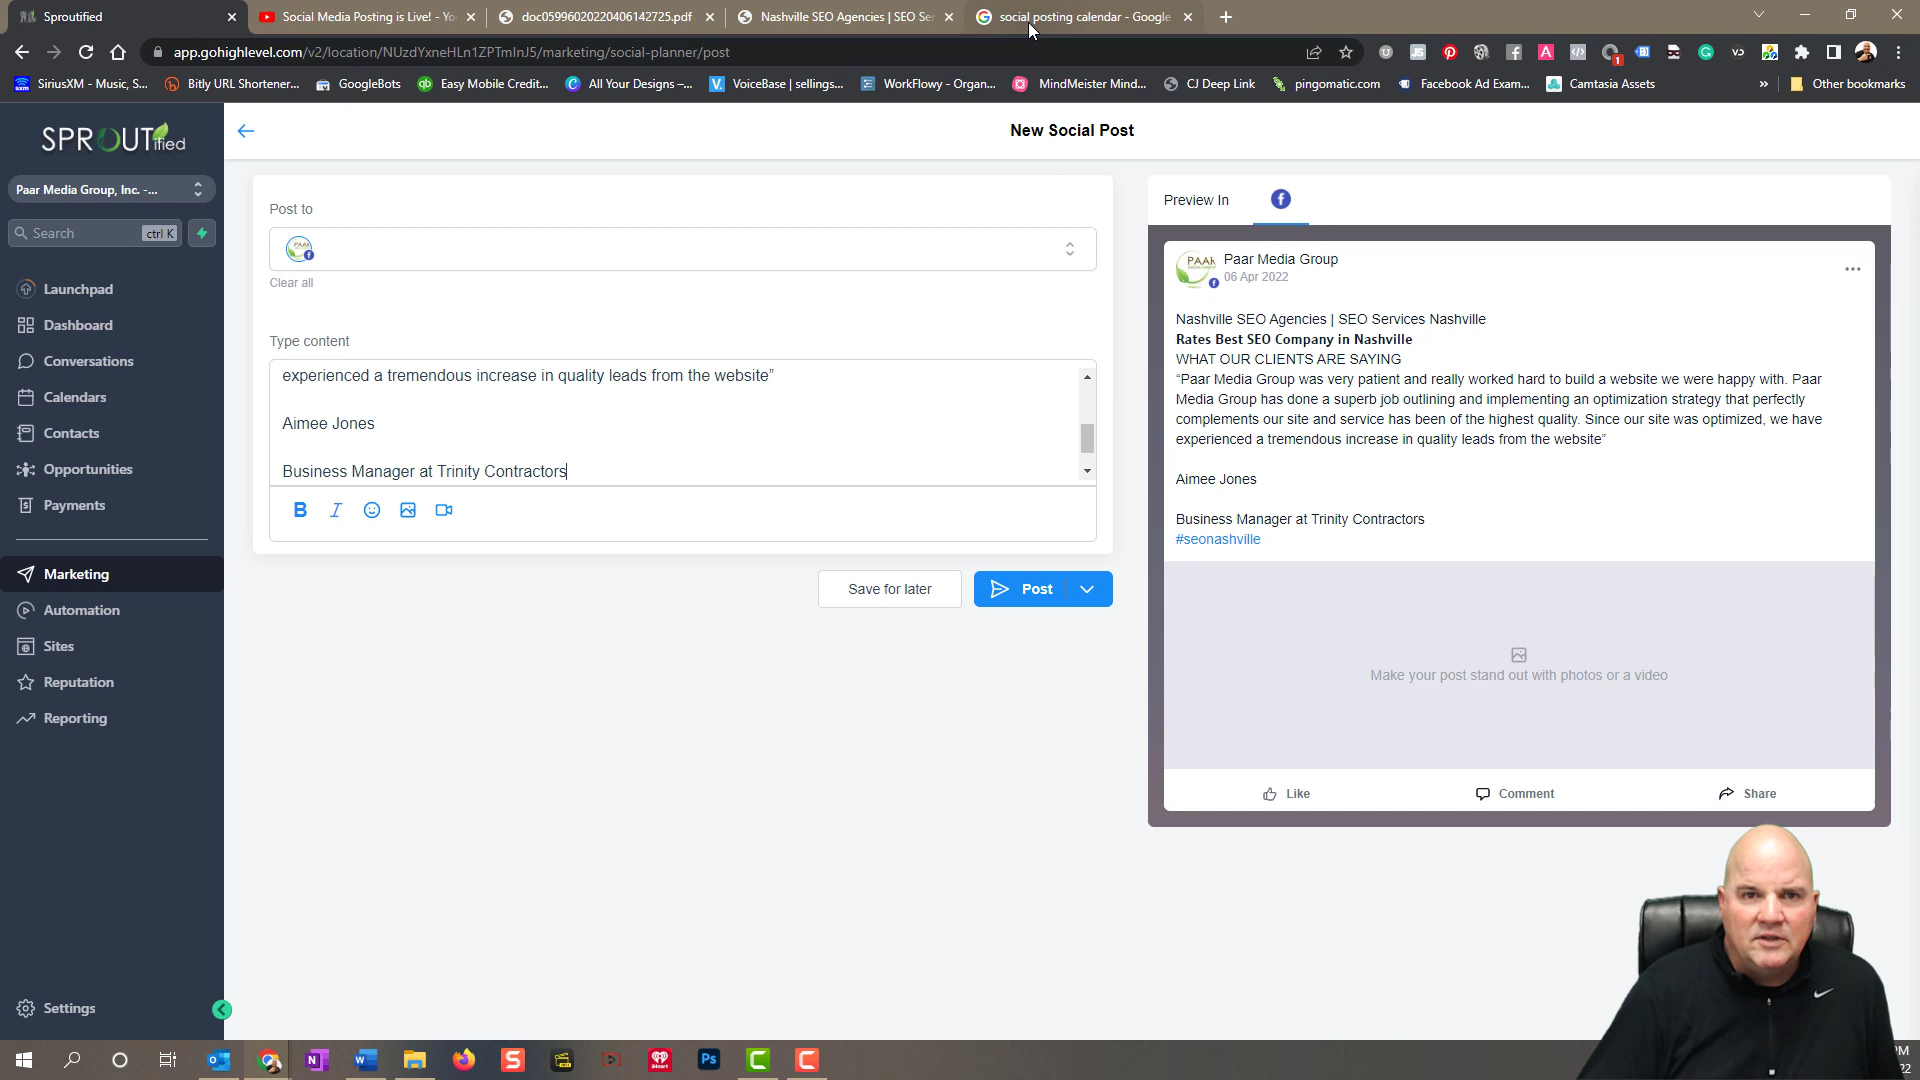 Sproutified
Social Media Posting is Live! - Yo
doc05996020220406142725.pdf
Nashville SEO Agencies | SEO Ser
social posting calendar - Google
app.gohighlevel.com/v2/location/NUzdYxneHLn1ZPTmInJ5/marketing/social-planner/post
SiriusXM - Music, S...
Bitly URL Shortener...
GoogleBots
Easy Mobile Credit...
All Your Designs –...
VoiceBase | sellings...
WorkFlowy - Organ...
MindMeister Mind...
CJ Deep Link
pingomatic.com
Facebook Ad Exam...
Camtasia Assets
»
Other bookmarks
SPROUTified
Paar Media Group, Inc. -...
Search
ctrl K
Launchpad
Dashboard
Conversations
Calendars
Contacts
Opportunities
Payments
Marketing
Automation
Sites
Reputation
Reporting
Settings
New Social Post
Post to
Clear all
Type content
experienced a tremendous increase in quality leads from the website”
Aimee Jones
Business Manager at Trinity Contractors
B I
Save for later
Post
Preview In
Paar Media Group
06 Apr 2022
Nashville SEO Agencies | SEO Services Nashville
Rates Best SEO Company in Nashville
WHAT OUR CLIENTS ARE SAYING
“Paar Media Group was very patient and really worked hard to build a website we were happy with. Paar
Media Group has done a superb job outlining and implementing an optimization strategy that perfectly
complements our site and service has been of the highest quality. Since our site was optimized, we have
experienced a tremendous increase in quality leads from the website”
Aimee Jones
Business Manager at Trinity Contractors
#seonashville
Make your post stand out with photos or a video
Like
Comment
Share
PM
22